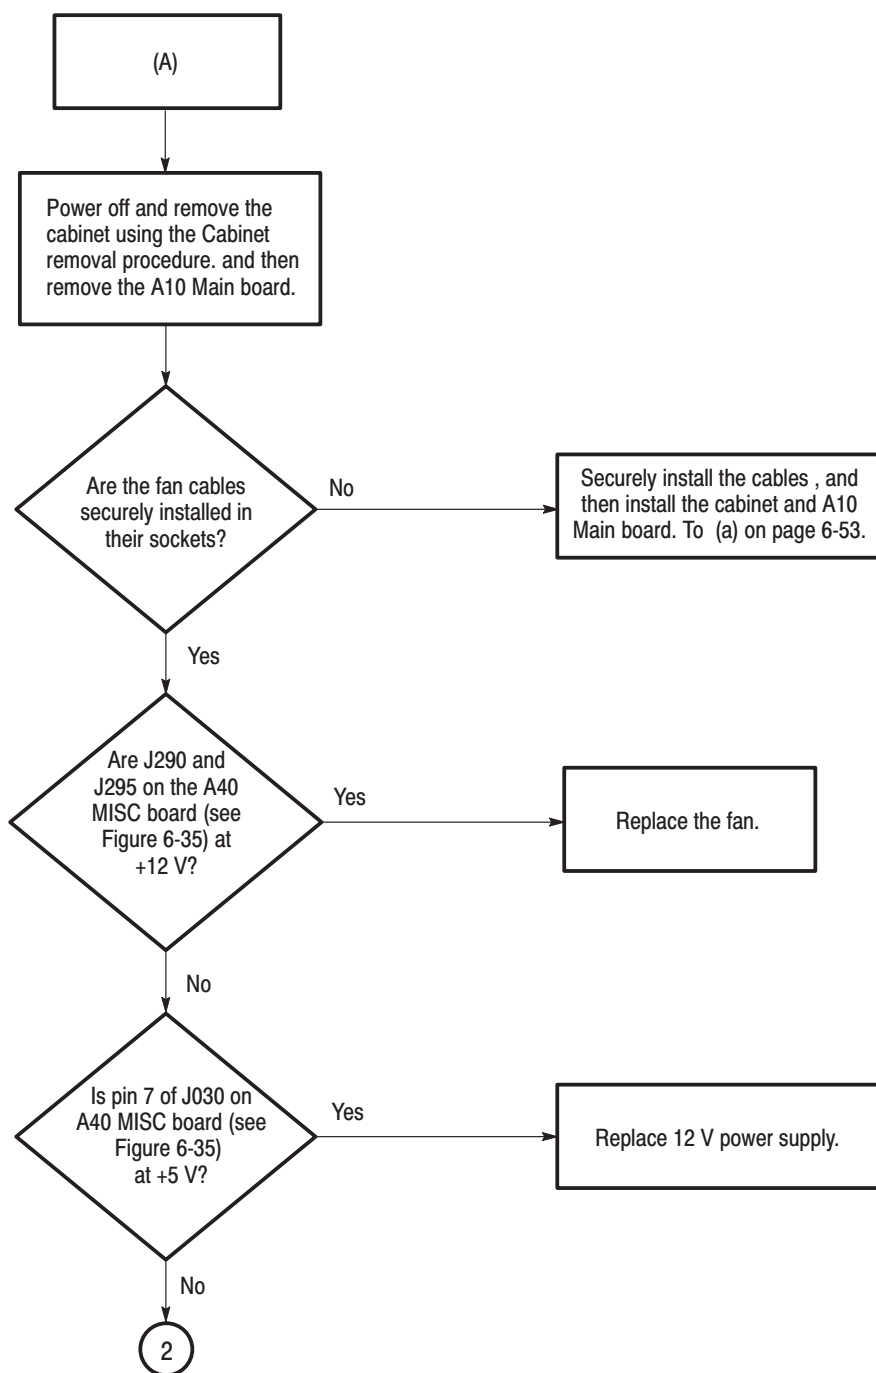 (A)
Power off and remove the
cabinet using the Cabinet
removal procedure. and then
remove the A10 Main board.
Are the fan cables
securely installed in
their sockets?
No
Securely install the cables , and
then install the cabinet and A10
Main board. To (a) on page 6-53.
Yes
Are J290 and
J295 on the A40
MISC board (see
Figure 6-35) at
+12 V?
Yes
Replace the fan.
No
Is pin 7 of J030 on
A40 MISC board (see
Figure 6-35)
at +5 V?
Yes
Replace 12 V power supply.
No
2